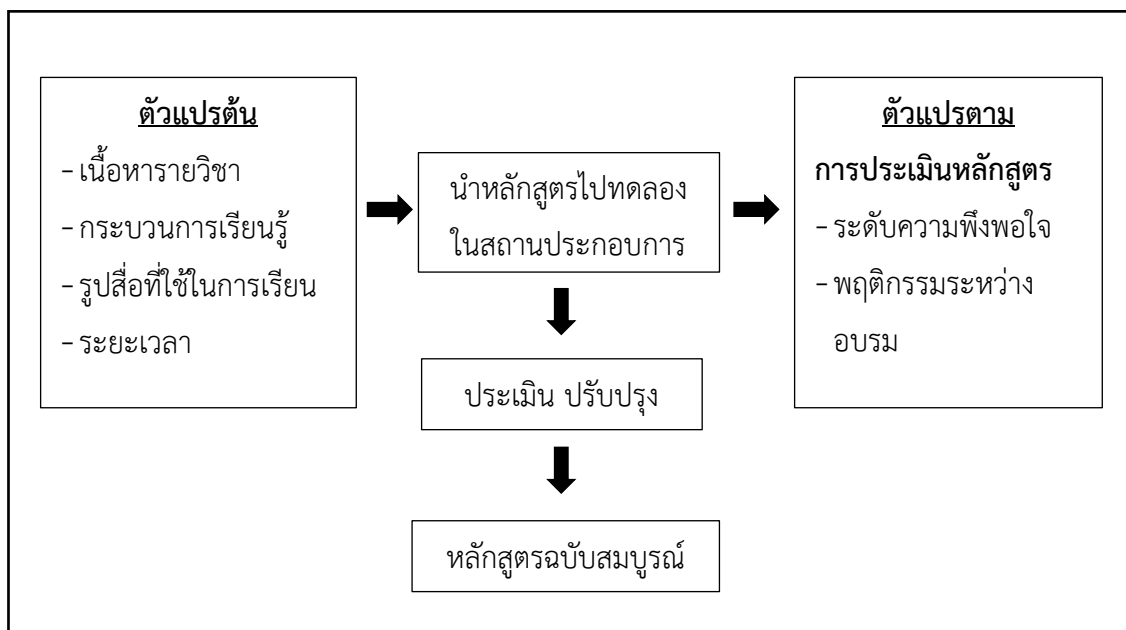 ตัวแปรต้น
- เนื้อหารายวิชา
- กระบวนการเรียนรู้
- รูปสื่อที่ใช้ในการเรียน
- ระยะเวลา
นำหลักสูตรไปทดลอง
ในสถานประกอบการ
ประเมิน ปรับปรุง
หลักสูตรฉบับสมบูรณ์
ตัวแปรตาม
การประเมินหลักสูตร
- ระดับความพึงพอใจ
- พฤติกรรมระหว่าง
อบรม